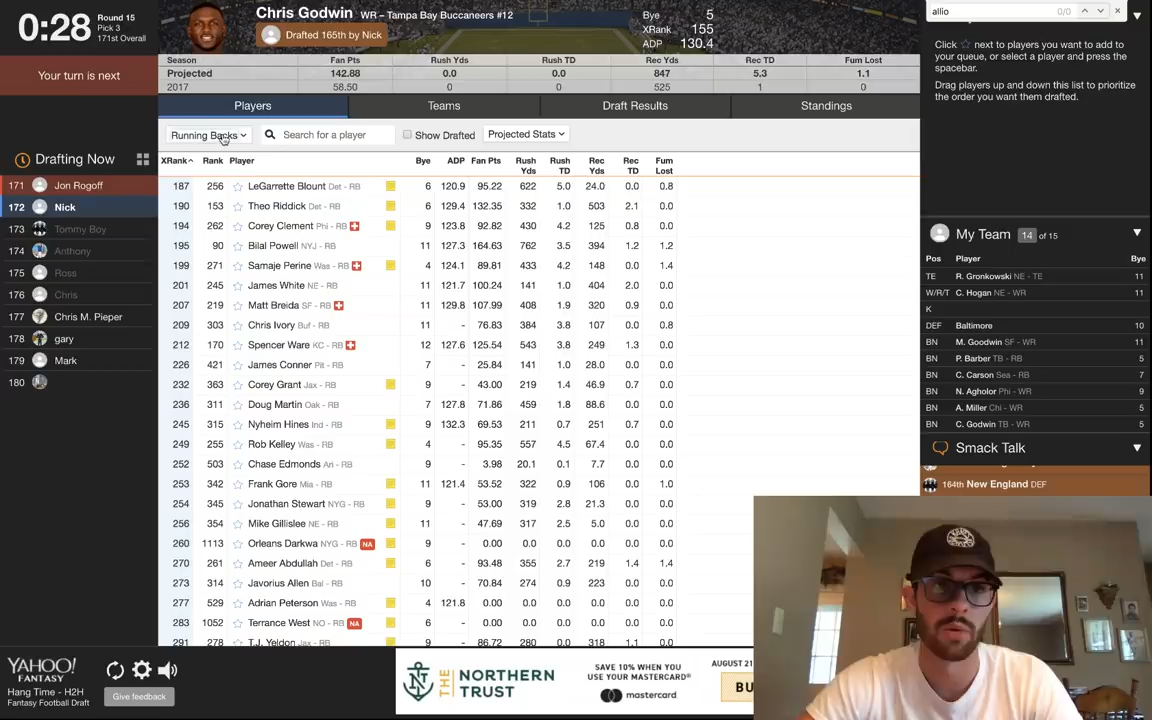 0:28
Round 15
Pick 3
171st Overall
Your turn is next
Drafting Now
171 Jon Rogoff
172 Nick
173 Tommy Boy
174 Anthony
175 Ross
176 Chris
177 Chris M. Pieper
178 gary
179 Mark
180
YAHOO!
FANTASY
Hang Time - H2H
Fantasy Football Draft
Give feedback
Chris Godwin WR – Tampa Bay Buccaneers #12
Drafted 165th by Nick
Bye 5
XRank 155
ADP 130.4
Season Fan Pts Rush Yds Rush TD Rec Yds Rec TD Fum Lost
Projected 142.88 0.0 0.0 847 5.3 1.1
2017 58.50 0 0 525 1 0
Players Teams Draft Results Standings
Running Backs Search for a player Show Drafted Projected Stats
XRank Rank Player Bye ADP Fan Pts Rush Yds Rush TD Rec Yds Rec TD Fum Lost
187 256 LeGarrette Blount Det - RB 6 120.9 95.22 622 5.0 24.0 0.0 0.8
190 153 Theo Riddick Det - RB 6 129.4 132.35 332 1.0 503 2.1 0.0
194 262 Corey Clement Phi - RB 9 123.8 92.82 430 4.2 125 0.8 0.0
195 90 Bilal Powell NYJ - RB 11 127.3 164.63 762 3.5 394 1.2 1.2
199 271 Samaje Perine Was - RB 4 124.1 89.81 433 4.2 148 0.0 1.4
201 245 James White NE - RB 11 121.7 100.24 141 1.0 404 2.0 0.0
207 219 Matt Breida SF - RB 11 129.8 107.99 408 1.9 320 0.9 0.0
209 303 Chris Ivory Buf - RB 11 - 76.83 384 3.8 107 0.0 0.8
212 170 Spencer Ware KC - RB 12 127.6 125.54 543 3.8 249 1.3 0.0
226 421 James Conner Pit - RB 7 - 25.84 141 1.0 28.0 0.0 0.0
232 363 Corey Grant Jax - RB 9 - 43.00 219 1.4 46.9 0.7 0.0
236 311 Doug Martin Oak - RB 7 127.8 71.86 459 1.8 88.6 0.0 0.0
245 315 Nyheim Hines Ind - RB 9 132.3 69.53 211 0.7 251 0.7 0.0
249 255 Rob Kelley Was - RB 4 - 95.35 557 4.5 67.4 0.0 0.0
252 503 Chase Edmonds Ari - RB 9 - 3.98 20.1 0.1 7.7 0.0 0.0
253 342 Frank Gore Mia - RB 11 121.4 53.52 322 0.9 106 0.0 1.0
254 345 Jonathan Stewart NYG - RB 9 - 53.00 319 2.8 21.3 0.0 0.0
256 354 Mike Gillislee NE - RB 11 - 47.69 317 2.5 5.0 0.0 0.0
260 1113 Orleans Darkwa NYG - RB NA 9 - 0.00 0.0 0.0 0.0 0.0 0.0
270 261 Ameer Abdullah Det - RB 6 - 93.48 355 2.7 219 1.4 1.4
273 314 Javorius Allen Bal - RB 10 - 70.84 274 0.9 223 0.0 0.0
277 529 Adrian Peterson Was - RB 4 121.8 0.00 0.0 0.0 0.0 0.0 0.0
283 1052 Terrance West NO - RB NA 6 - 0.00 0.0 0.0 0.0 0.0 0.0
291 278 T.J. Yeldon Jax - RB 9 - 86.72 280 0.0 318 1.1
THE NORTHERN TRUST
SAVE 10% WHEN YOU USE YOUR MASTERCARD®
mastercard
AUGUST 21
BU
allio 0/0
Click next to players you want to add to
your queue, or select a player and press the
spacebar.
Drag players up and down this list to prioritize
the order you want them drafted.
My Team 14 of 15
Pos Player Bye
TE R. Gronkowski NE - TE 11
W/R/T C. Hogan NE - WR 11
K
DEF Baltimore 10
BN M. Goodwin SF - WR 11
BN P. Barber TB - RB 5
BN C. Carson Sea - RB 7
BN N. Agholor Phi - WR 9
BN A. Miller Chi - WR 5
BN C. Godwin TB - WR 5
Smack Talk
164th New England DEF